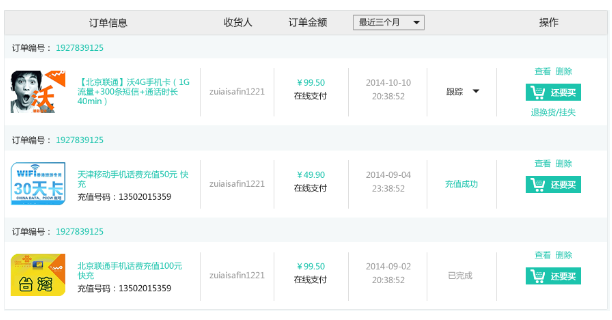 订单信息 收货人 订单金额 最近三个月 操作
订单编号： 1927839125
沃
【北京联通】沃4G手机卡（1G
流量+300条短信+通话时长
40min）
zuiaisafin1221
￥99.50
在线支付
2014-10-10
20:38:52
跟踪
查看 删除
还要买
退换货/挂失
订单编号： 1927839125
WiFi
30天卡
天津移动手机话费充值50元 快
充
充值号码：13502015359
zuiaisafin1221
￥49.90
在线支付
2014-09-04
23:38:52
充值成功
查看 删除
还要买
订单编号： 1927839125
台湾
北京联通手机话费充值100元
快充
充值号码：13502015359
zuiaisafin1221
￥99.50
在线支付
2014-09-02
20:38:52
已完成
查看 删除
还要买